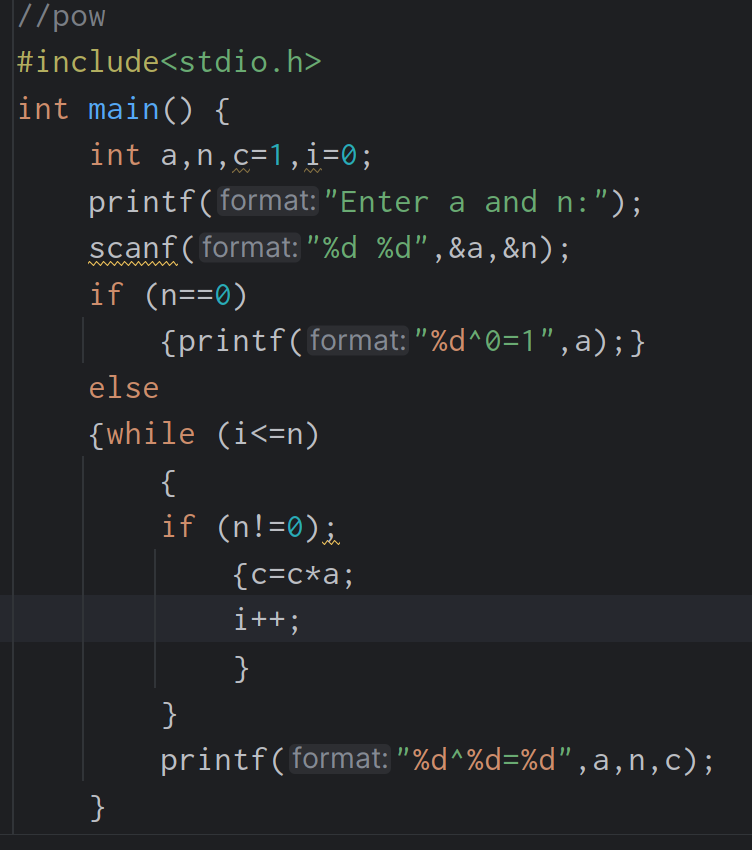 //pow
#include<stdio.h>
int main() {
    int a,n,c=1,i=0;
    printf( format: "Enter a and n:");
    scanf( format: "%d %d",&a,&n);
    if (n==0)
        {printf( format: "%d^0=1",a);}
    else
    {while (i<=n)
        {
        if (n!=0);
            {c=c*a;
            i++;
            }
        }
        printf( format: "%d^%d=%d",a,n,c);
    }